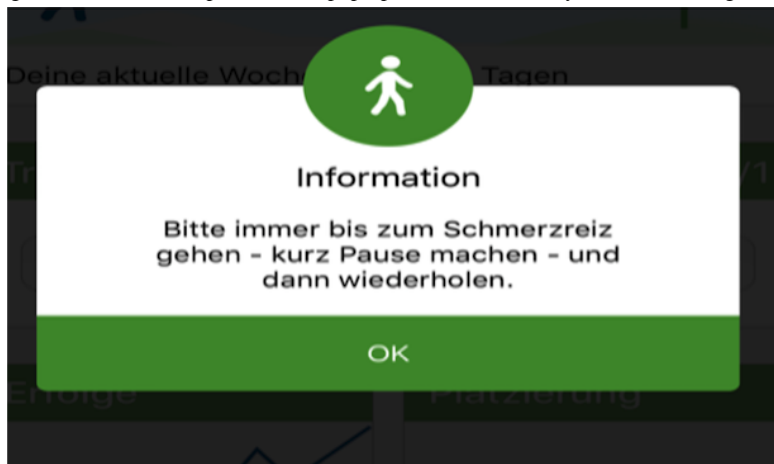 Deine aktuelle Woch
Tagen
Information
Bitte immer bis zum Schmerzreiz
gehen - kurz Pause machen - und
dann wiederholen.
OK
Erfolge
Platzierung